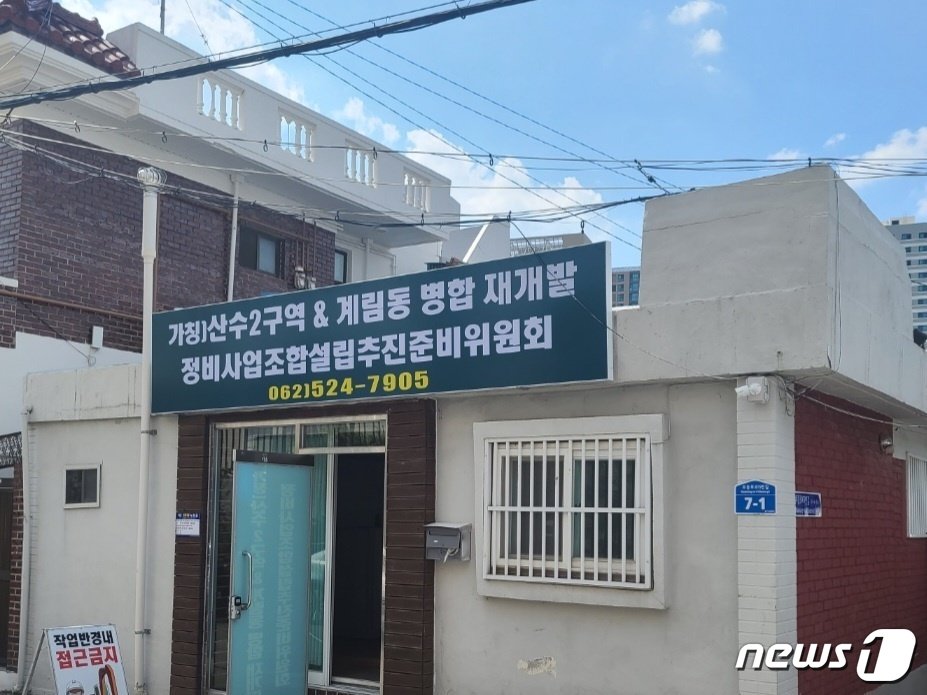 가칭)산수2구역 & 계림동 병합 재개발
정비사업조합설립추진준비위원회
062)524-7905
7-1
작업반경내
접근금지
news1